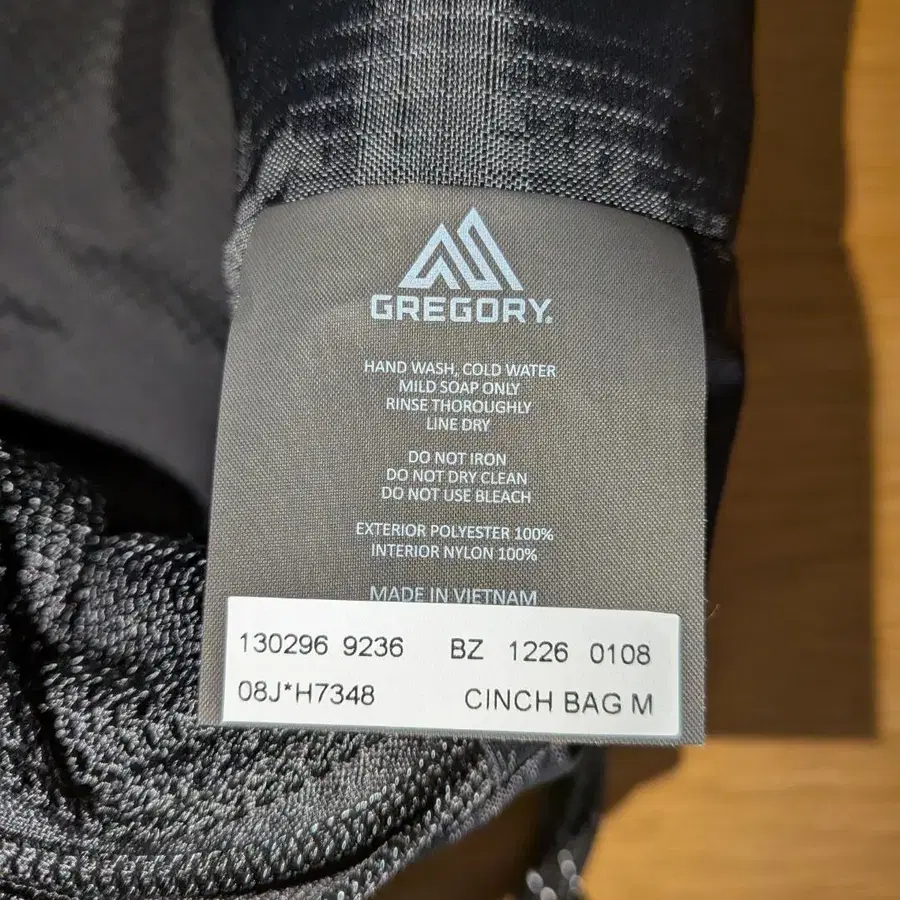 GREGORY.
HAND WASH, COLD WATER
MILD SOAP ONLY
RINSE THOROUGHLY
LINE DRY
DO NOT IRON
DO NOT DRY CLEAN
DO NOT USE BLEACH
EXTERIOR POLYESTER 100%
INTERIOR NYLON 100%
MADE IN VIETNAM
130296 9236 BZ 1226 0108
08J*H7348 CINCH BAG M